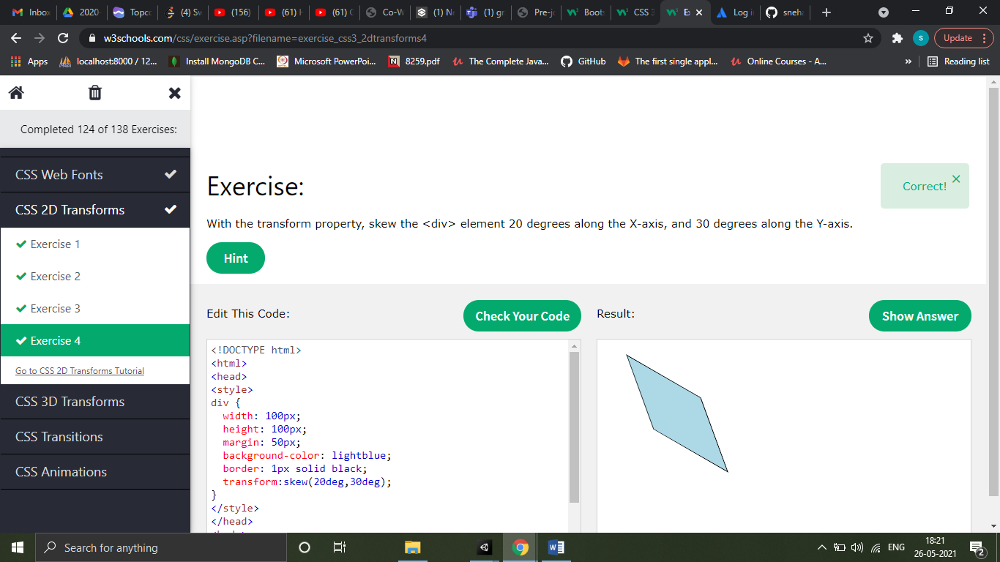 Inbox
2020-
Topco
(4) Sw
(156)
(61) H
(61) C
Co-W
(1) N
(1) gr
Pre-jo
Boots
CSS 3
Ex
Log in
sneha
w3schools.com/css/exercise.asp?filename=exercise_css3_2dtransforms4
S
Update
Apps
localhost:8000 / 12...
Install MongoDB C...
Microsoft PowerPoi...
8259.pdf
The Complete Java...
GitHub
The first single appl...
Online Courses - A...
»
Reading list
Completed 124 of 138 Exercises:
CSS Web Fonts
CSS 2D Transforms
Exercise 1
Exercise 2
Exercise 3
Exercise 4
Go to CSS 2D Transforms Tutorial
CSS 3D Transforms
CSS Transitions
CSS Animations
Exercise:
Correct!
With the transform property, skew the <div> element 20 degrees along the X-axis, and 30 degrees along the Y-axis.
Hint
Edit This Code:
Check Your Code
Result:
Show Answer
<!DOCTYPE html>
<html>
<head>
<style>
div {
width: 100px;
height: 100px;
margin: 50px;
background-color: lightblue;
border: 1px solid black;
transform:skew(20deg,30deg);
}
</style>
</head>
Search for anything
ENG
18:21
26-05-2021
2